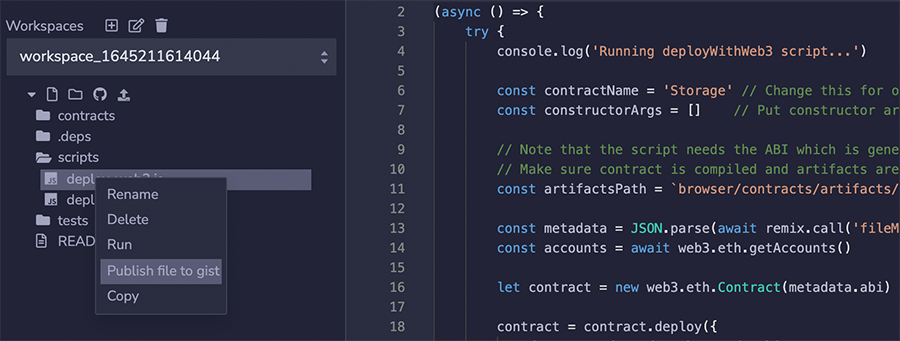 Workspaces
workspace_1645211614044
contracts
.deps
scripts
JS
JS depl
tests
READ
Rename
Delete
Run
Publish file to gist
Copy
2 (async () => {
3 try {
4 console.log('Running deployWithWeb3 script...')
5
6 const contractName = 'Storage' // Change this for o
7 const constructorArgs = [] // Put constructor ar
8
9 // Note that the script needs the ABI which is gene
10 // Make sure contract is compiled and artifacts are
11 const artifactsPath = `browser/contracts/artifacts/
12
13 const metadata = JSON.parse(await remix.call('fileM
14 const accounts = await web3.eth.getAccounts()
15
16 let contract = new web3.eth.Contract(metadata.abi)
17
18 contract = contract.deploy({